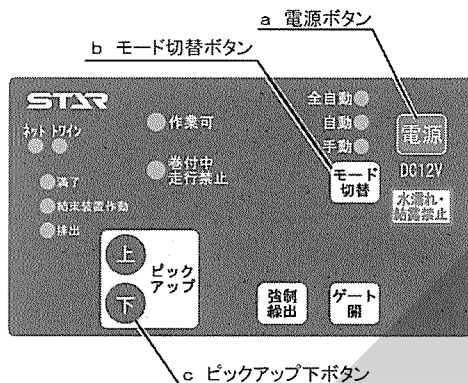 a 電源ボタン
b モード切替ボタン
STAR
全自動
自動
手動
電源
DC12V
水濡れ・
結露禁止
モード
切替
作業可
巻付中
走行禁止
ネット トワイン
満了
結束装置作動
排出
上
下
ピック
アップ
強制
繰出
ゲート
開
c ピックアップ下ボタン